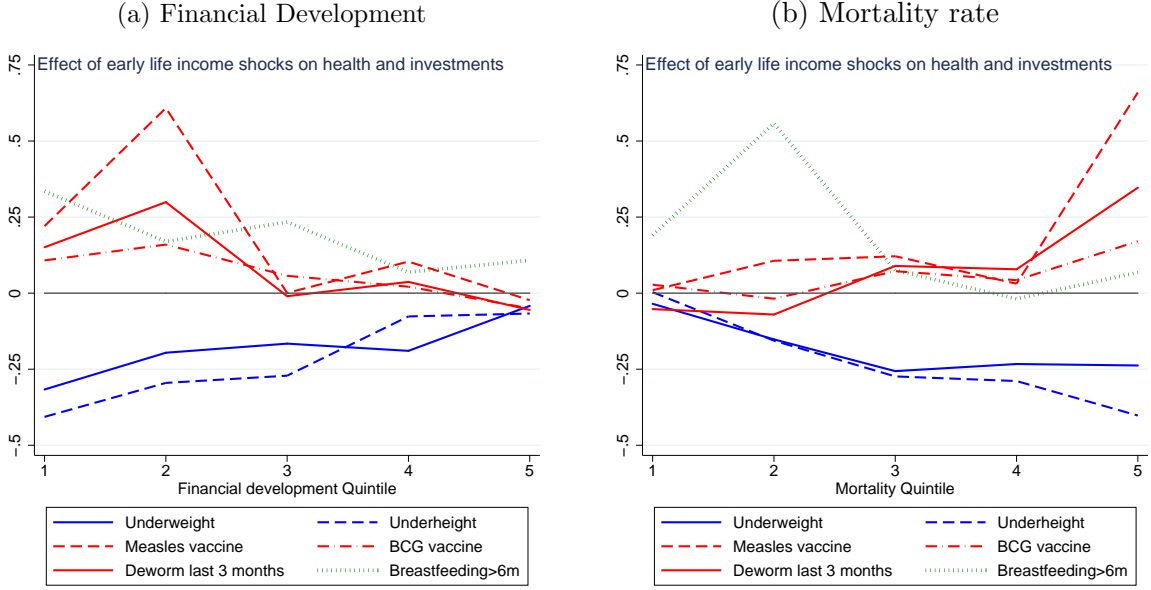 (a) Financial Development
Effect of early life income shocks on health and investments
.75
.5
.25
0
-.25
-.5
1 2 3 4 5
Financial development Quintile
Underweight Underheight
Measles vaccine BCG vaccine
Deworm last 3 months Breastfeeding>6m
(b) Mortality rate
Effect of early life income shocks on health and investments
.75
.5
.25
0
-.25
-.5
1 2 3 4 5
Mortality Quintile
Underweight Underheight
Measles vaccine BCG vaccine
Deworm last 3 months Breastfeeding>6m